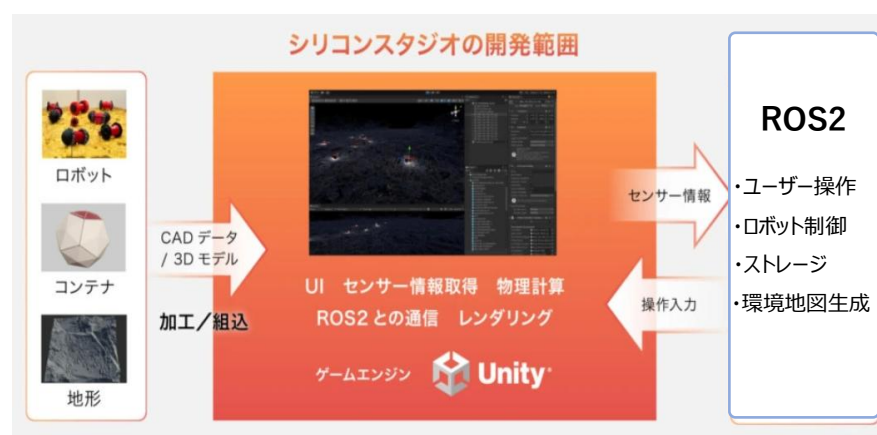 シリコンスタジオの開発範囲
ロボット
コンテナ
地形
CADデータ
/ 3Dモデル
加工／組込
UI センサー情報取得 物理計算
ROS2との通信 レンダリング
ゲームエンジン Unity
センサー情報
操作入力
ROS2
・ユーザー操作
・ロボット制御
・ストレージ
・環境地図生成